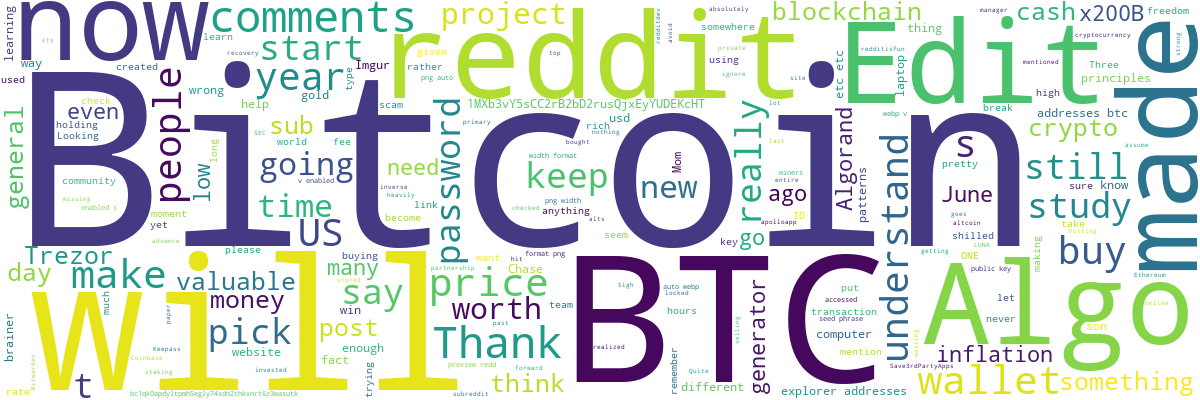 now
reddit
Edit
made
Bitcoin
will
BTC
Algo
comments
project
blockchain
cash
x200B
freedom
start
year
Imgur
given
rather
png auto
learning
way
used
created
wrong
gold
type
learn
recovery
FTX
top
absolutely
somewhere
using
private
ignore
redditdev
avoid
thing
etc etc
laptop
redditisfun
site
manager
cryptocurrency
mentioned
Three
principles
strong
check
even
holding
Looking
people
general
help
sub
scam
SEC
world
fee
password
1MXb3vY5sCC2rB2bD2rusQjxEyYUDEKcHT
primary
rich
nothing
usd
bought
lot
really
webp v
high
break
addresses btc
crypto
assume
last
community
missing
enabled s
low
long
going
v enabled
US
need
link
become
time
inverse
heavily
width format
keep
png width
checked
anything
alts
new
Mom
miners
entire
ago
ID
apolloapp
Algorand
patterns
understand
s
June
pretty
goes
altcoin
shilled
still
sure
know
study
take
hitting
moment
yet
advance
please
buying
many
partnership
want
hit
format png
seem
key
go
getting
LUNA
ONE
making
buy
Ethereum
Trezor
day
make
valuable
money
pick
say
win
stored
price
Chase
team
Sigh
auto webp
locked
worth
hours
generator
put
accessed
transaction
seed phrase
computer
public key
let
never
son
online
much
brainer
paper
Keepass
website
t
post
enough
fact
trying
Thank
past
realized
preview redd
forward
think
different
remember
Quite
selling
mention
explorer addresses
inflation
Save3rdPartyApps
wallet
something
rate
Bitwarden
staking
Coinbase
invested
subreddit